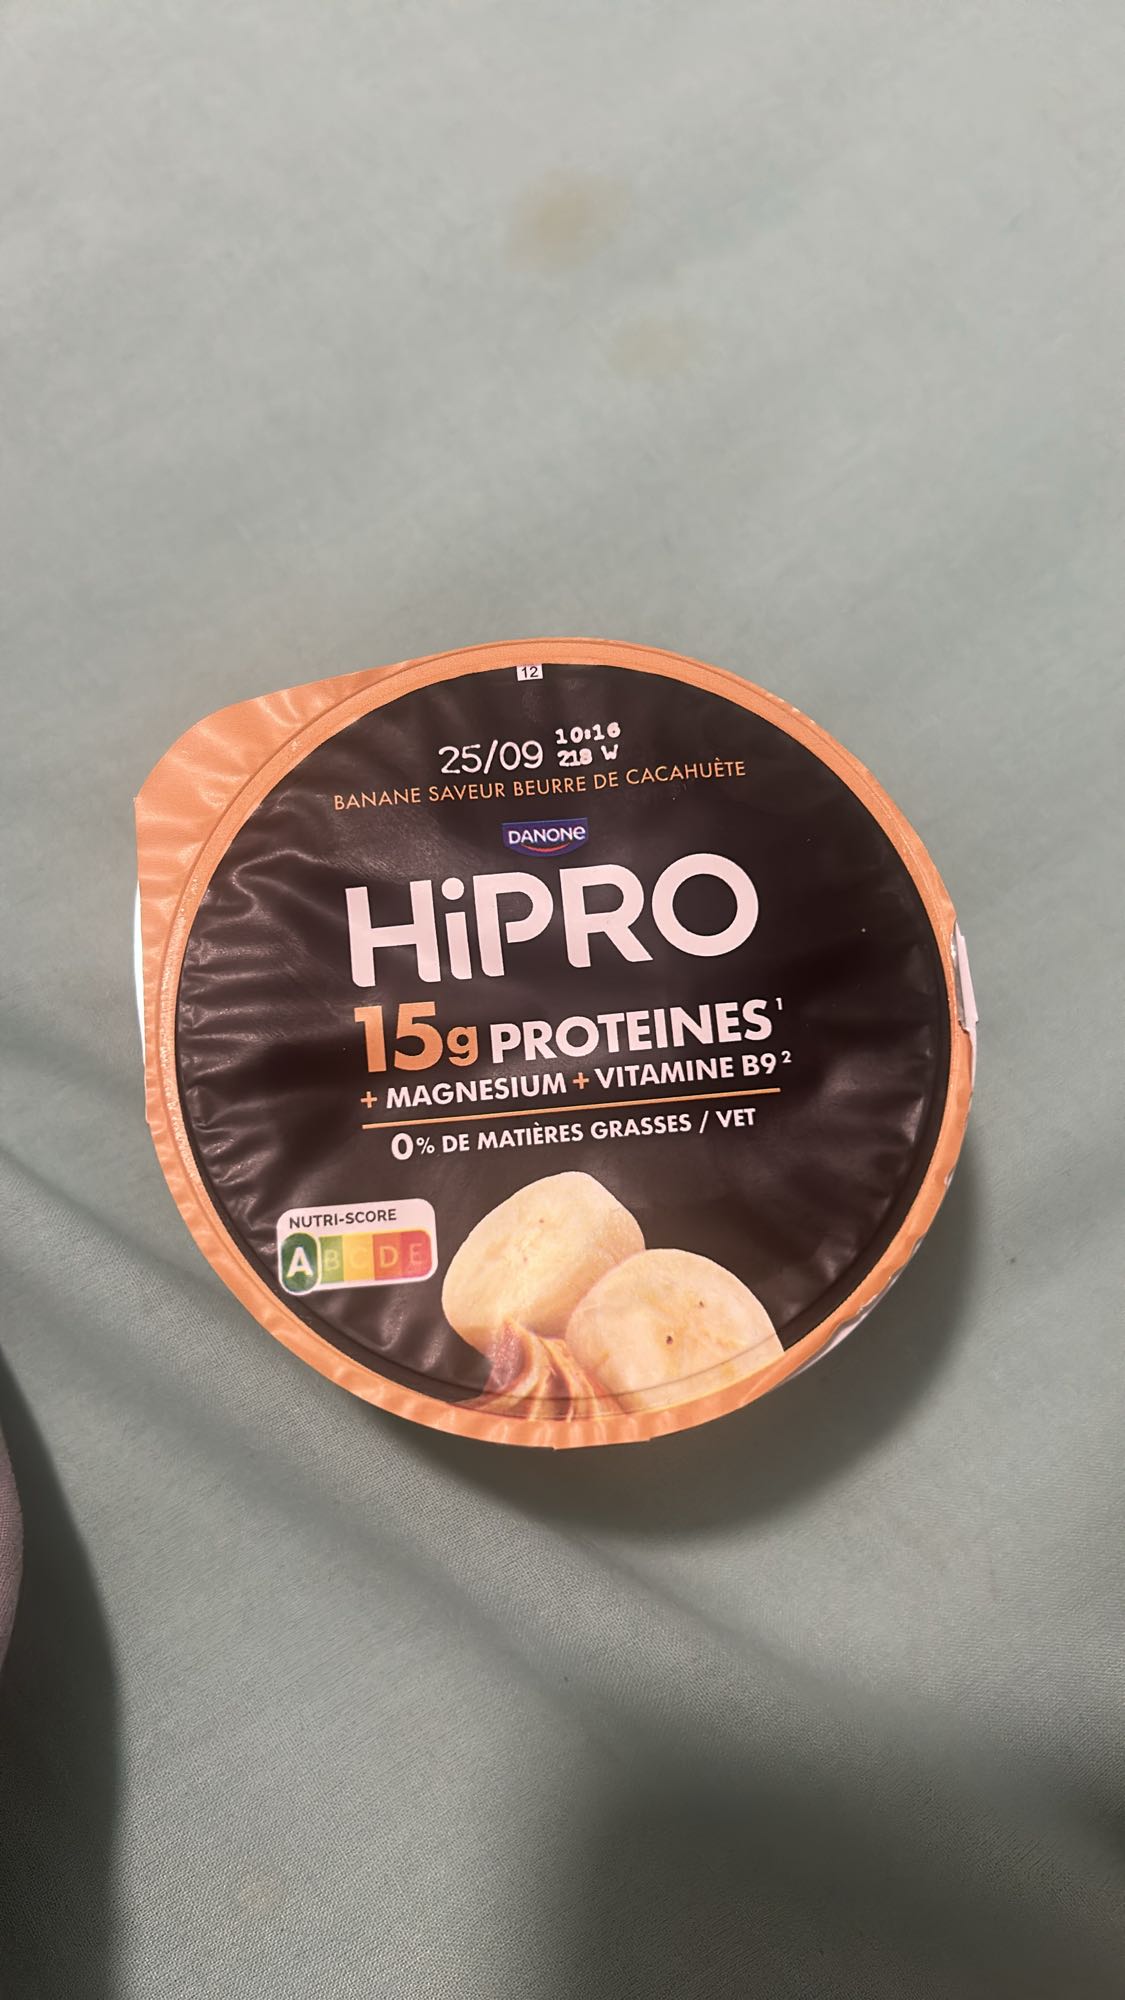 12
25/09 10:16
218 W
BANANE SAVEUR BEURRE DE CACAHUÈTE
DANONE
HiPRO
15g PROTEINES¹
+ MAGNESIUM + VITAMINE B9²
0% DE MATIÈRES GRASSES / VET
NUTRI-SCORE
A B C D E